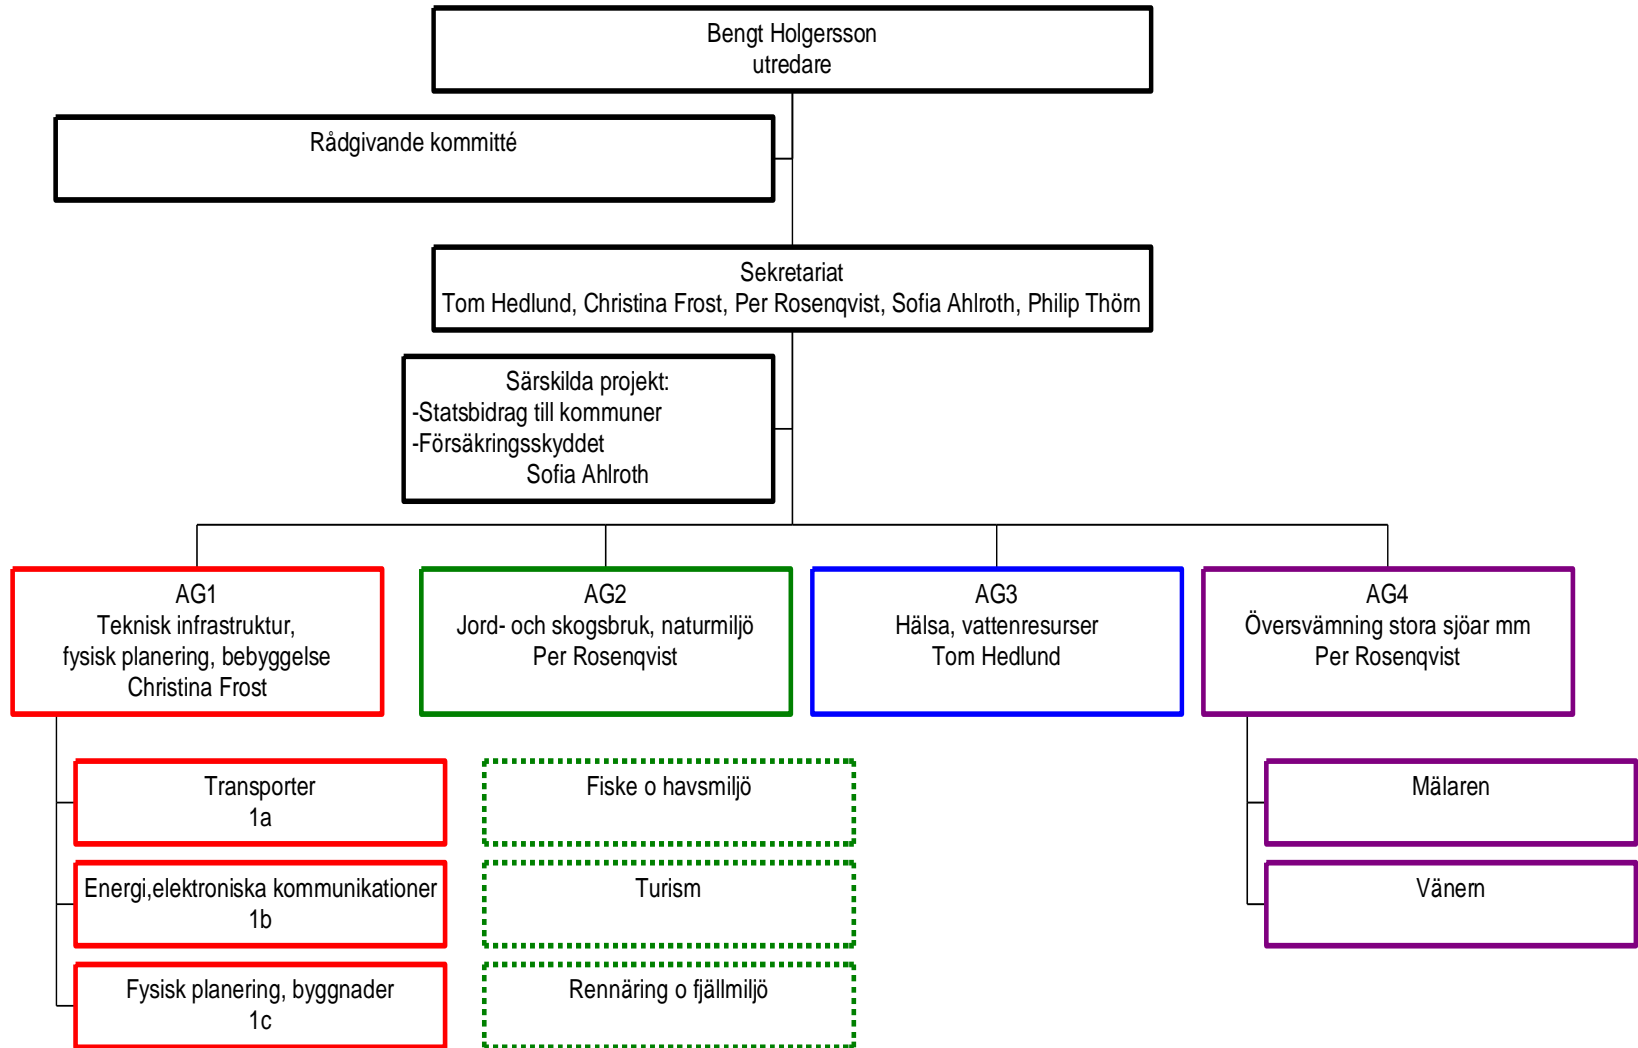 Bengt Holgersson
utredare
Rådgivande kommitté
Sekretariat
Tom Hedlund, Christina Frost, Per Rosenqvist, Sofia Ahlroth, Philip Thörn
Särskilda projekt:
-Statsbidrag till kommuner
-Försäkringsskyddet
Sofia Ahlroth
AG1
Teknisk infrastruktur,
fysisk planering, bebyggelse
Christina Frost
AG2
Jord- och skogsbruk, naturmiljö
Per Rosenqvist
AG3
Hälsa, vattenresurser
Tom Hedlund
AG4
Översvämning stora sjöar mm
Per Rosenqvist
Transporter
1a
Energi,elektroniska kommunikationer
1b
Fysisk planering, byggnader
1c
Fiske o havsmiljö
Turism
Rennäring o fjällmiljö
Mälaren
Vänern